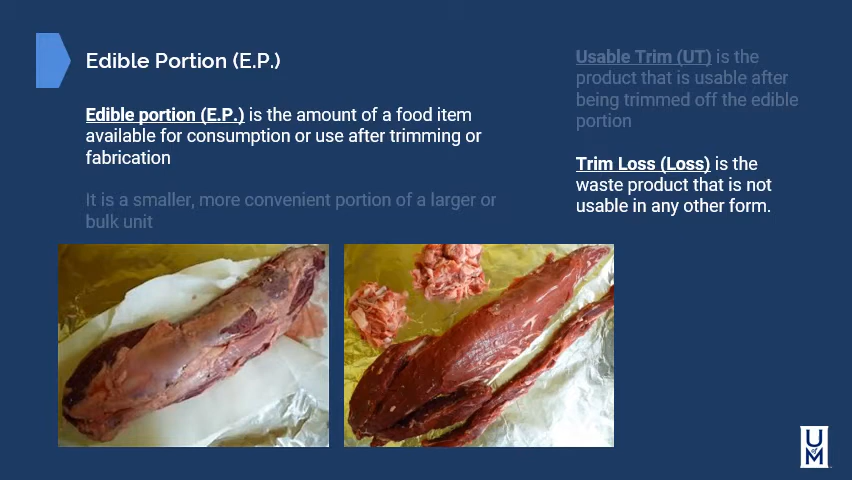 Edible Portion (E.P.)
Edible portion (E.P.) is the amount of a food item
available for consumption or use after trimming or
fabrication
It is a smaller, more convenient portion of a larger or
bulk unit
Usable Trim (UT) is the
product that is usable after
being trimmed off the edible
portion
Trim Loss (Loss) is the
waste product that is not
usable in any other form.
U
OF
M